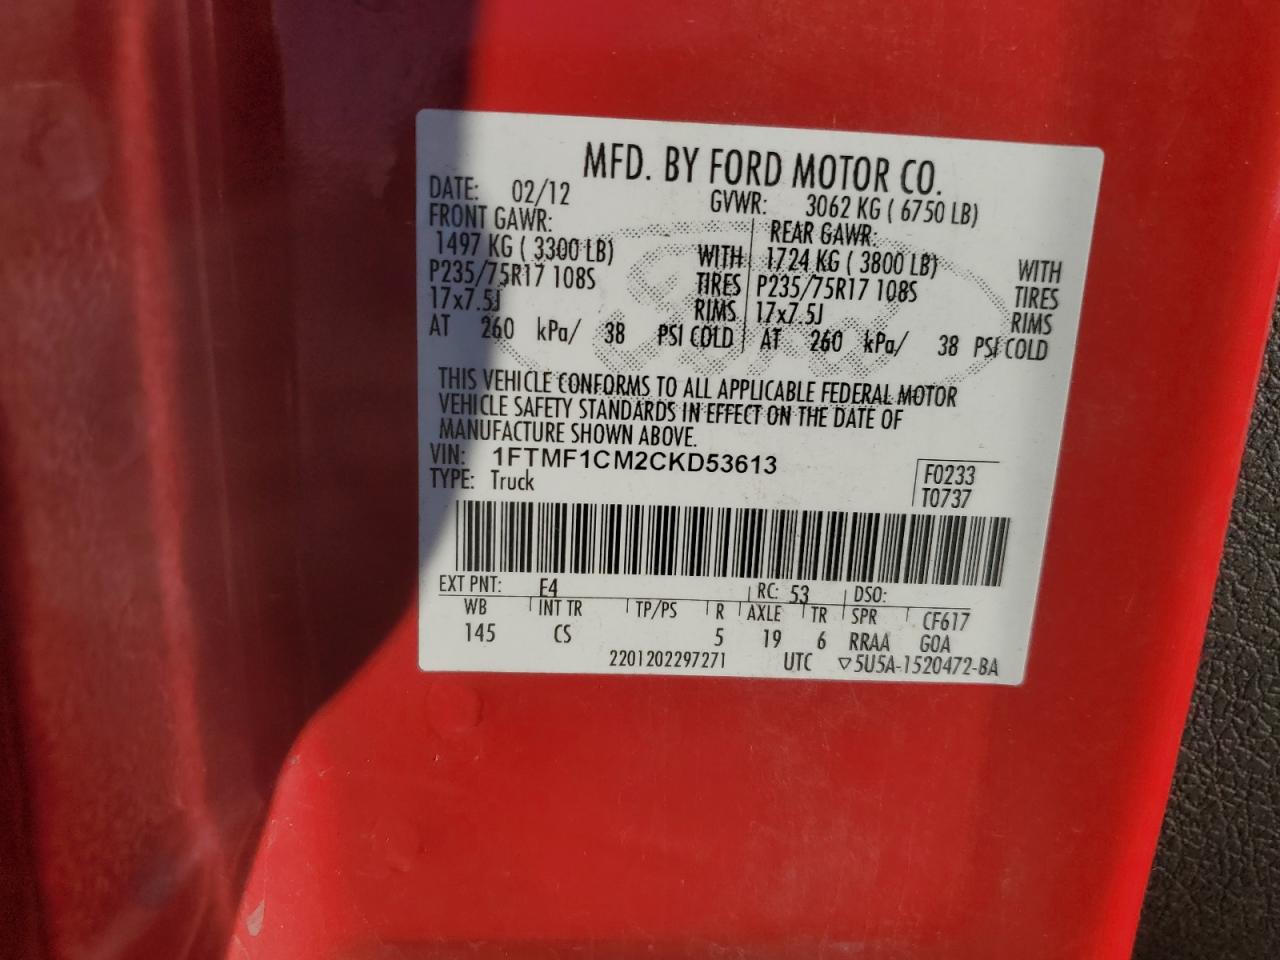 MFD. BY FORD MOTOR CO.
DATE: 02/12 GVWR: 3062 KG ( 6750 LB)
FRONT GAWR: REAR GAWR:
1497 KG ( 3300 LB) WITH 1724 KG ( 3800 LB) WITH
P235/75R17 108S TIRES P235/75R17 108S TIRES
17x7.5J RIMS 17x7.5J RIMS
AT 260 kPa/ 38 PSI COLD AT 260 kPa/ 38 PSI COLD
THIS VEHICLE CONFORMS TO ALL APPLICABLE FEDERAL MOTOR
VEHICLE SAFETY STANDARDS IN EFFECT ON THE DATE OF
MANUFACTURE SHOWN ABOVE.
VIN: 1FTMF1CM2CKD53613 F0233
TYPE: Truck T0737
EXT PNT: E4 RC: 53 DSO:
WB INT TR TP/PS R AXLE TR SPR CF617
145 CS 5 19 6 RRAA GOA
2201202297271 UTC ▽5U5A-1520472-BA